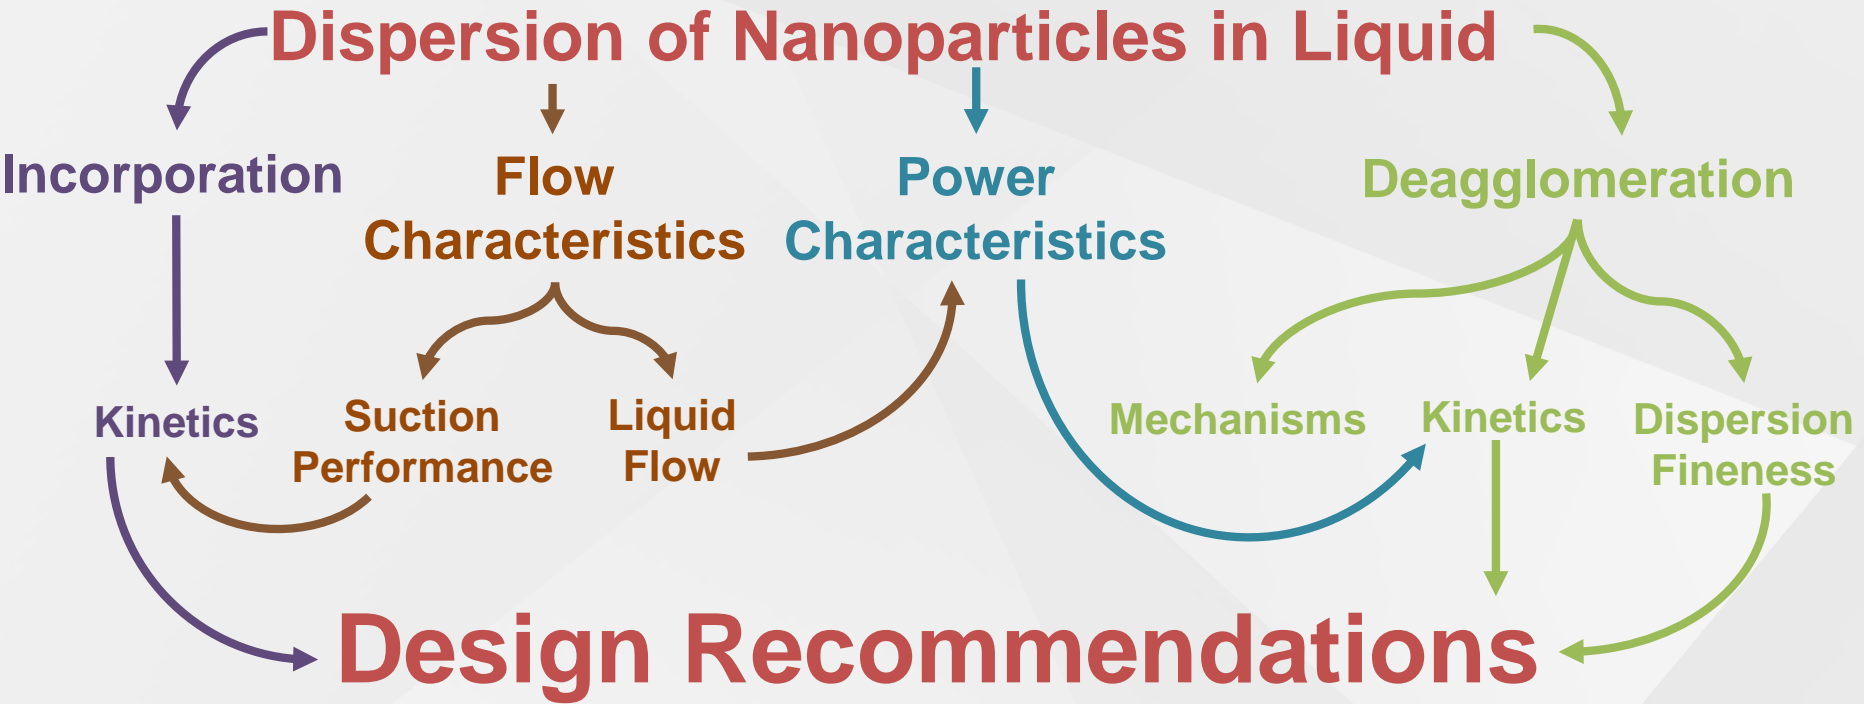 Dispersion of Nanoparticles in Liquid
Incorporation
Flow
Characteristics
Power
Characteristics
Deagglomeration
Kinetics
Suction
Performance
Liquid
Flow
Mechanisms
Kinetics
Dispersion
Fineness
Design Recommendations